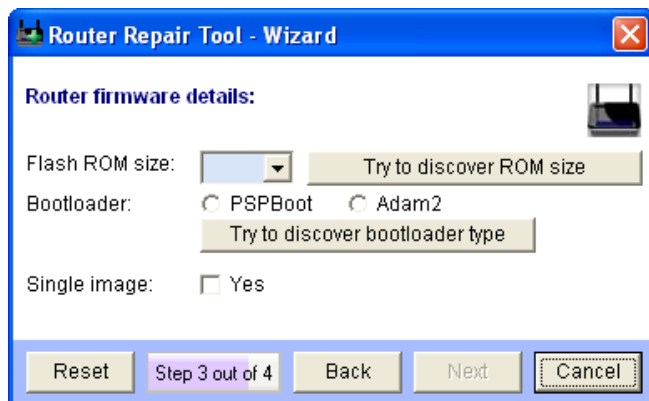 Router Repair Tool - Wizard
Router firmware details:
Flash ROM size: Try to discover ROM size
Bootloader: PSPBoot Adam2
Try to discover bootloader type
Single image: Yes
Reset Step 3 out of 4 Back Next Cancel